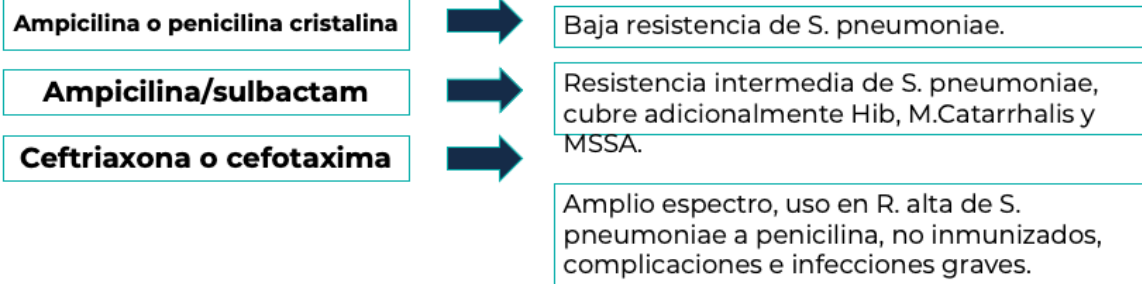 Ampicilina o penicilina cristalina
Baja resistencia de S. pneumoniae.
Ampicilina/sulbactam
Resistencia intermedia de S. pneumoniae,
cubre adicionalmente Hib, M.Catarrhalis y
MSSA.
Ceftriaxona o cefotaxima
Amplio espectro, uso en R. alta de S.
pneumoniae a penicilina, no inmunizados,
complicaciones e infecciones graves.